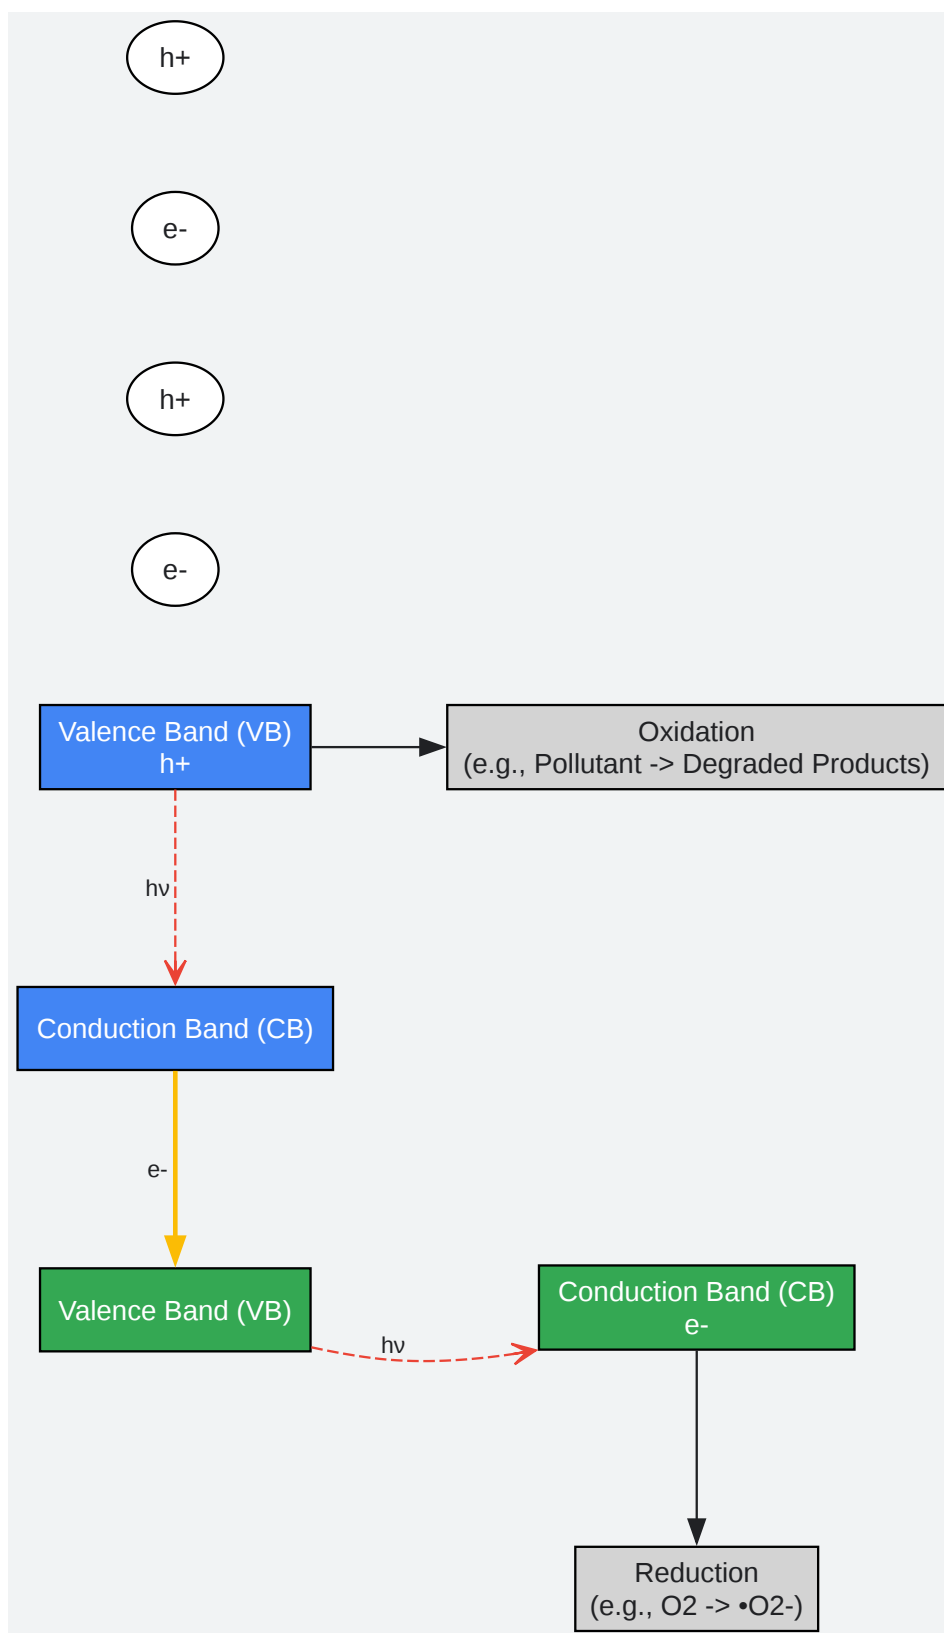 h+
e-
h+
e-
Valence Band (VB)
h+
Oxidation
(e.g., Pollutant -> Degraded Products)
hν
Conduction Band (CB)
e-
Valence Band (VB)
hν
Conduction Band (CB)
e-
Reduction
(e.g., O2 -> •O2-)